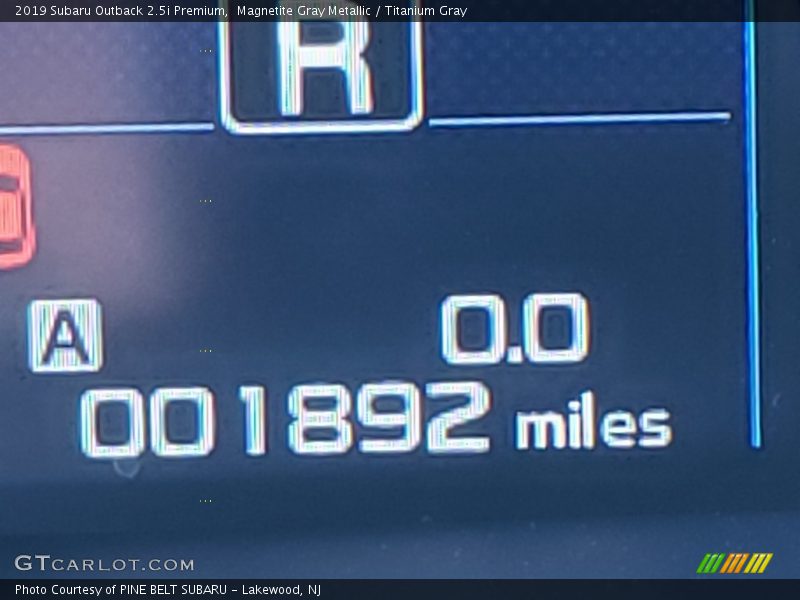 2019 Subaru Outback 2.5i Premium,  Magnetite Gray Metallic / Titanium Gray
R
A
0.0
001892 miles
GTCARLOT.COM
Photo Courtesy of PINE BELT SUBARU - Lakewood, NJ